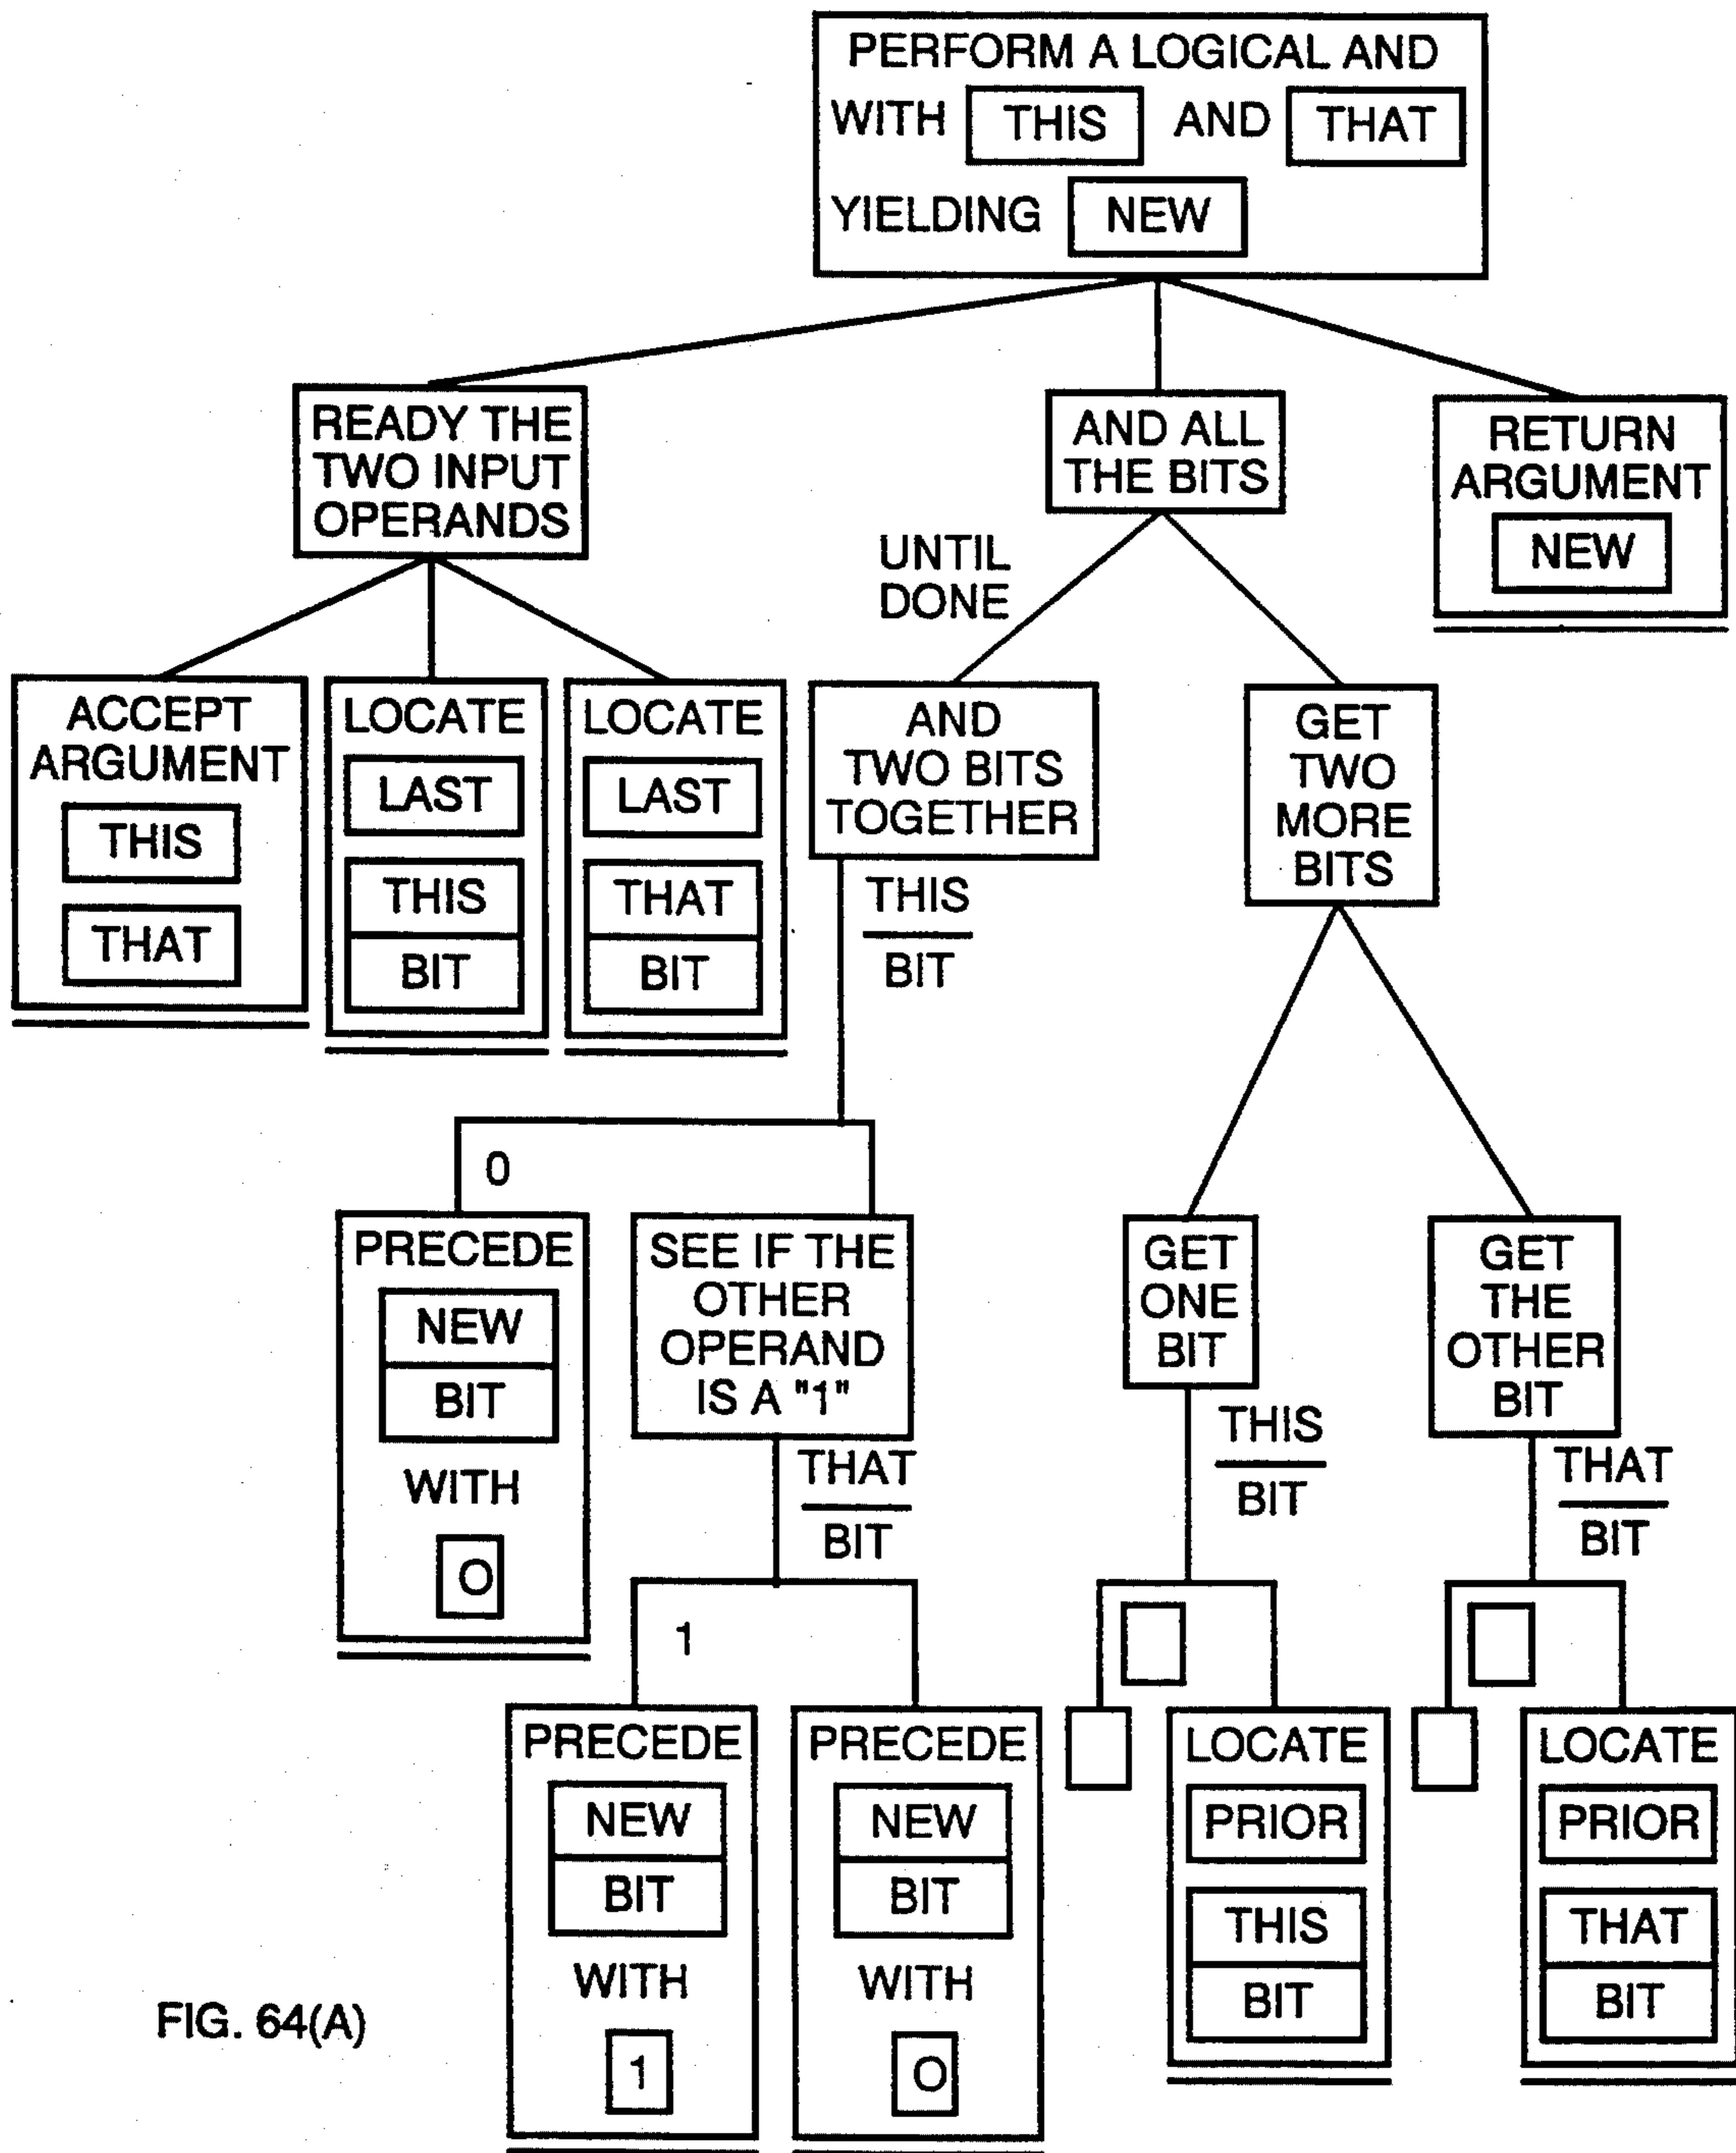 PERFORM A LOGICAL AND
WITH THIS AND THAT
YIELDING NEW
READY THE
TWO INPUT
OPERANDS
AND ALL
THE BITS
RETURN
ARGUMENT
NEW
UNTIL
DONE
ACCEPT
ARGUMENT
THIS
THAT
LOCATE
LAST
THIS
BIT
LOCATE
LAST
THAT
BIT
AND
TWO BITS
TOGETHER
THIS
BIT
GET
TWO
MORE
BITS
0
PRECEDE
NEW
BIT
WITH
0
SEE IF THE
OTHER
OPERAND
IS A "1"
THAT
BIT
1
PRECEDE
NEW
BIT
WITH
1
PRECEDE
NEW
BIT
WITH
0
GET
ONE
BIT
THIS
BIT
LOCATE
PRIOR
THIS
BIT
GET
THE
OTHER
BIT
THAT
BIT
LOCATE
PRIOR
THAT
BIT
FIG. 64(A)